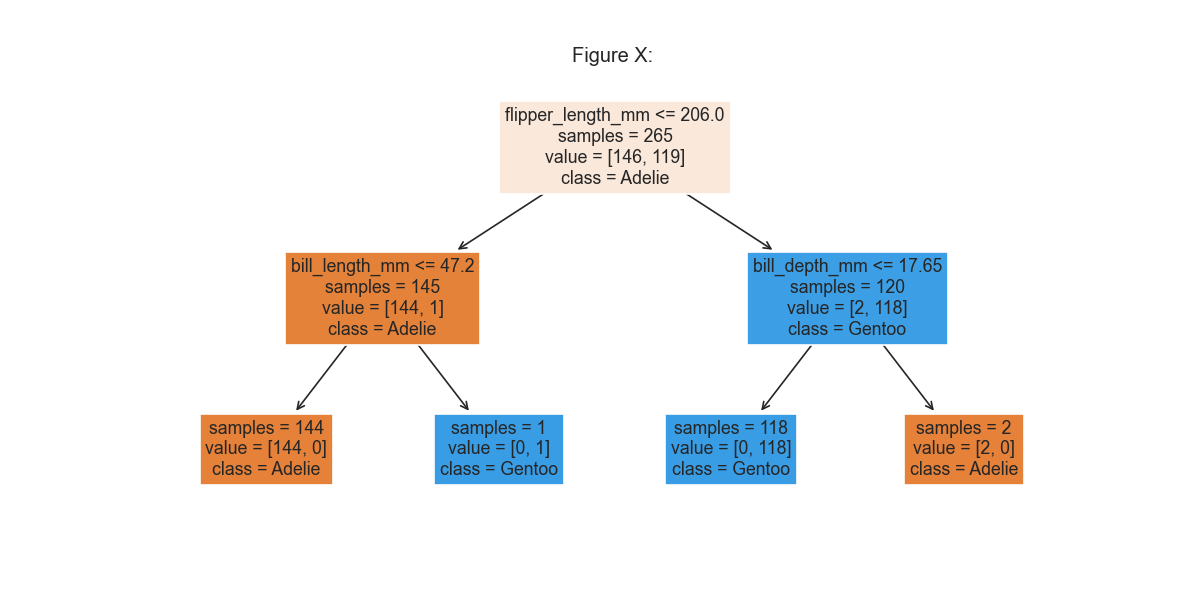 Figure X:
flipper_length_mm <= 206.0
samples = 265
value = [146, 119]
class = Adelie
bill_length_mm <= 47.2
samples = 145
value = [144, 1]
class = Adelie
bill_depth_mm <= 17.65
samples = 120
value = [2, 118]
class = Gentoo
samples = 144
value = [144, 0]
class = Adelie
samples = 1
value = [0, 1]
class = Gentoo
samples = 118
value = [0, 118]
class = Gentoo
samples = 2
value = [2, 0]
class = Adelie